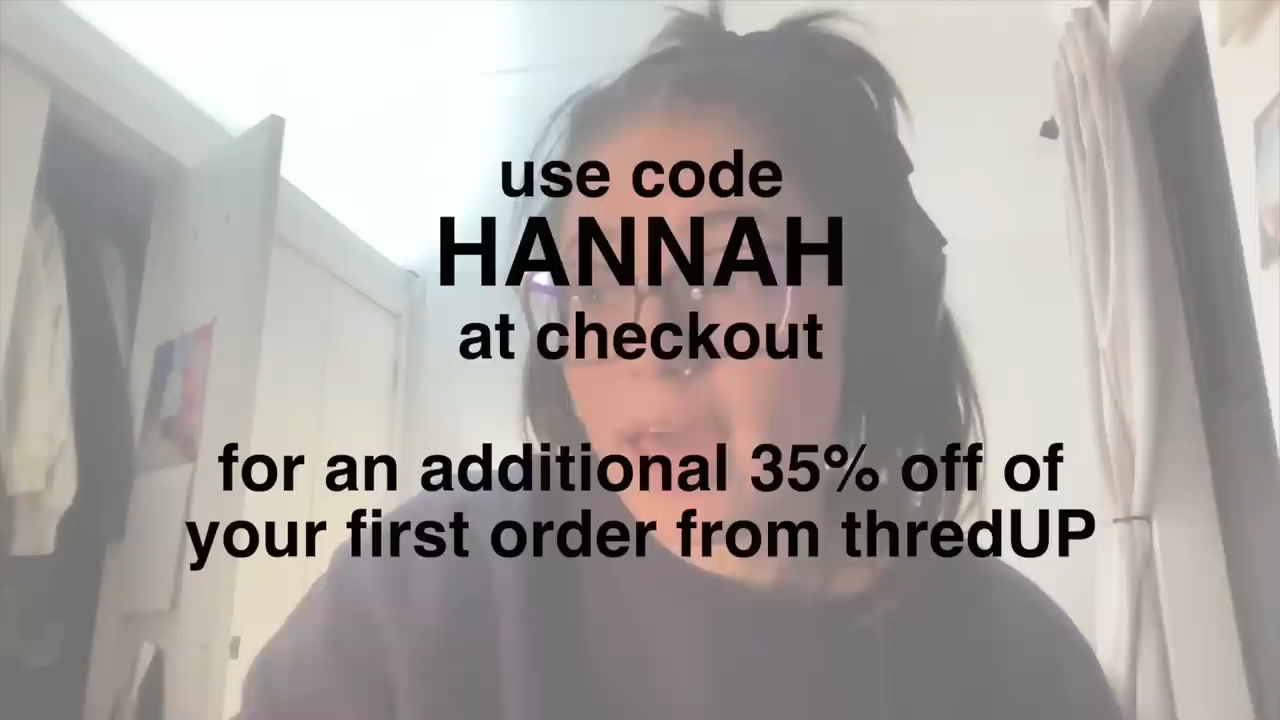 use code
HANNAH
at checkout
for an additional 35% off of
your first order from thredUP